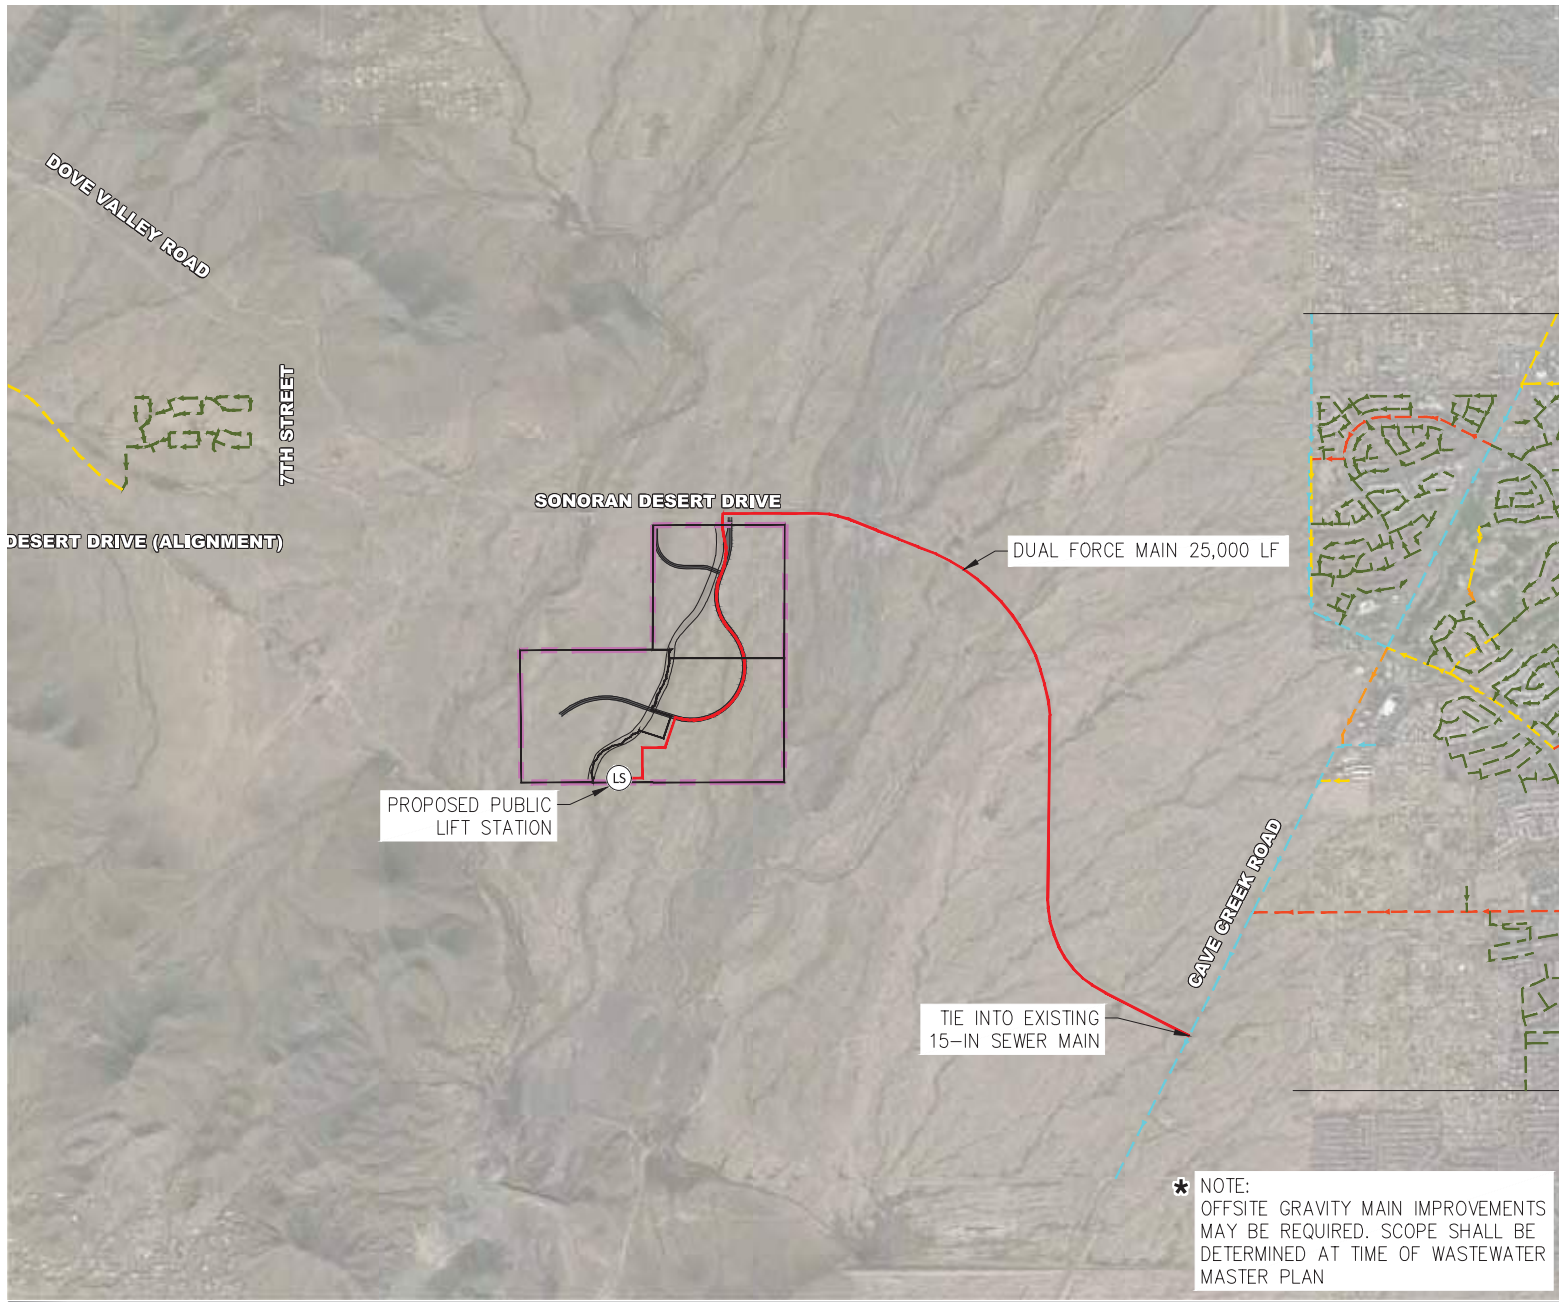 DOVE VALLEY ROAD
7TH STREET
SONORAN DESERT DRIVE
DESERT DRIVE (ALIGNMENT)
DUAL FORCE MAIN 25,000 LF
LS
PROPOSED PUBLIC
LIFT STATION
CAVE CREEK ROAD
TIE INTO EXISTING
15-IN SEWER MAIN
* NOTE:
OFFSITE GRAVITY MAIN IMPROVEMENTS
MAY BE REQUIRED. SCOPE SHALL BE
DETERMINED AT TIME OF WASTEWATER
MASTER PLAN